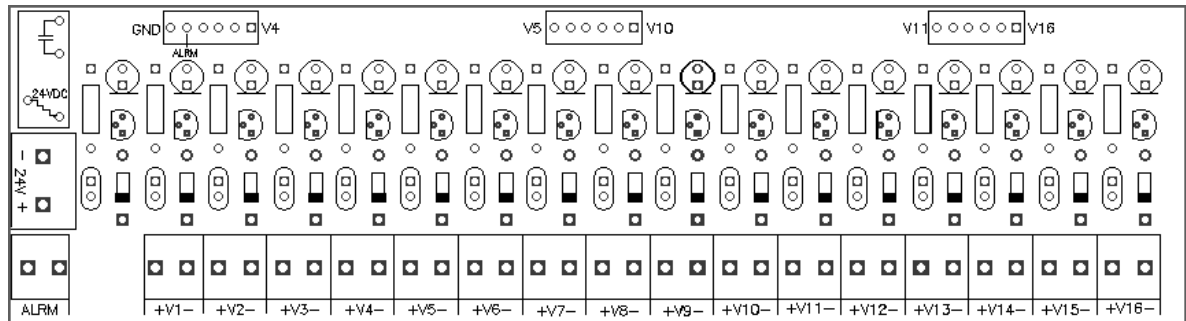 GND V4 V5 V10 V11 V16
ALRM
24VDC
- 24V +
ALRM +V1- +V2- +V3- +V4- +V5- +V6- +V7- +V8- +V9- +V10- +V11- +V12- +V13- +V14- +V15- +V16-